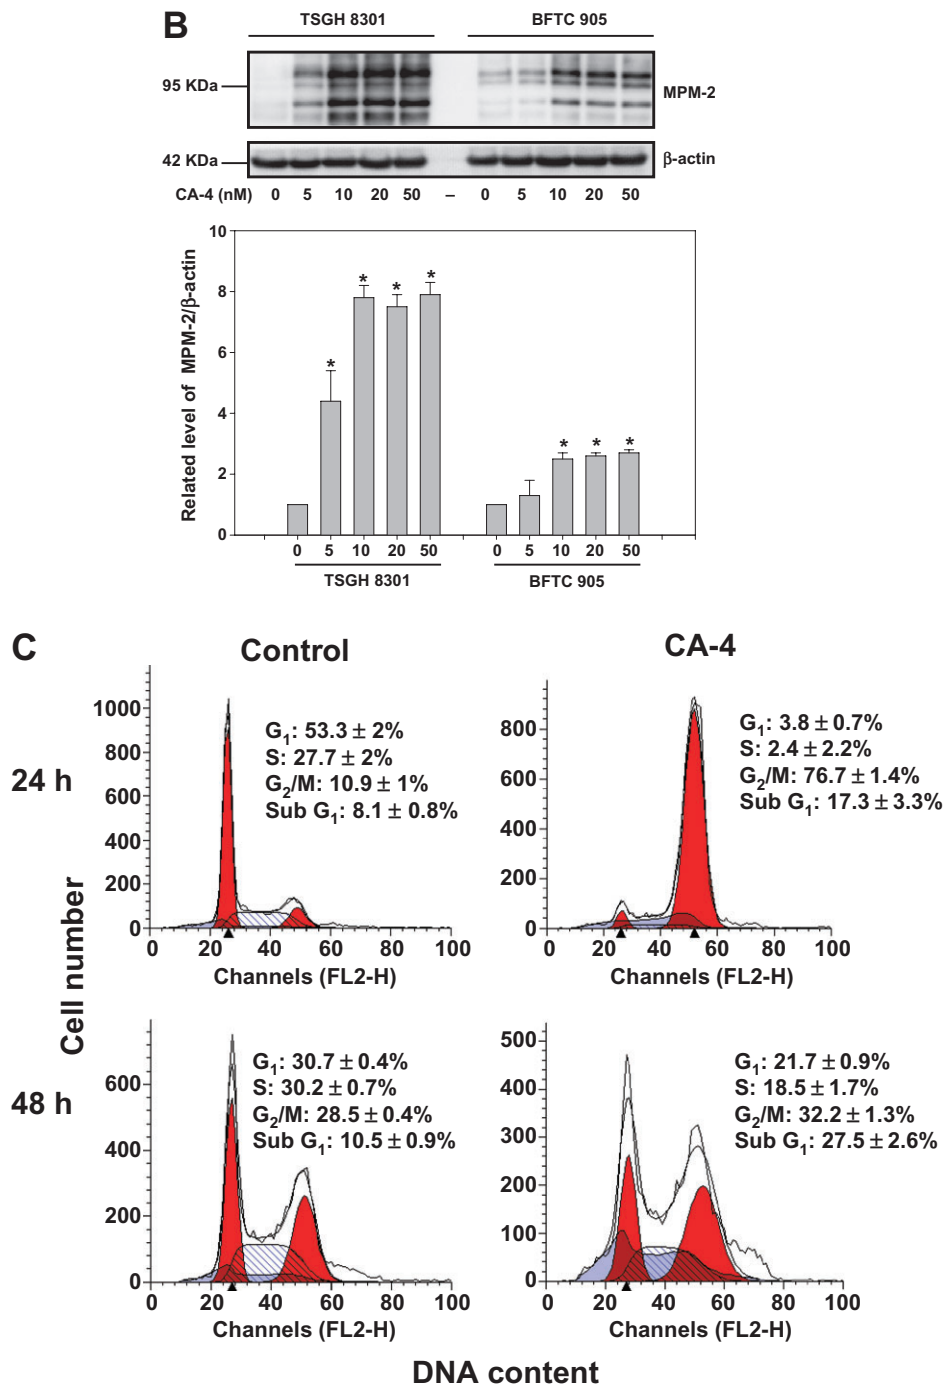 B
TSGH 8301 BFTC 905
95 KDa
MPM-2
42 KDa
β-actin
CA-4 (nM) 0 5 10 20 50 – 0 5 10 20 50
Related level of MPM-2/β-actin
10
8
6
4
2
0
* * * * * * *
0 5 10 20 50 0 5 10 20 50
TSGH 8301 BFTC 905
C
Control CA-4
24 h
48 h
Cell number
1000
800
600
400
200
0
G₁: 53.3 ± 2%
S: 27.7 ± 2%
G₂/M: 10.9 ± 1%
Sub G₁: 8.1 ± 0.8%
0 20 40 60 80 100
Channels (FL2-H)
800
600
400
200
0
G₁: 3.8 ± 0.7%
S: 2.4 ± 2.2%
G₂/M: 76.7 ± 1.4%
Sub G₁: 17.3 ± 3.3%
0 20 40 60 80 100
Channels (FL2-H)
600
400
200
0
G₁: 30.7 ± 0.4%
S: 30.2 ± 0.7%
G₂/M: 28.5 ± 0.4%
Sub G₁: 10.5 ± 0.9%
0 20 40 60 80 100
Channels (FL2-H)
500
400
300
200
100
0
G₁: 21.7 ± 0.9%
S: 18.5 ± 1.7%
G₂/M: 32.2 ± 1.3%
Sub G₁: 27.5 ± 2.6%
0 20 40 60 80 100
Channels (FL2-H)
DNA content